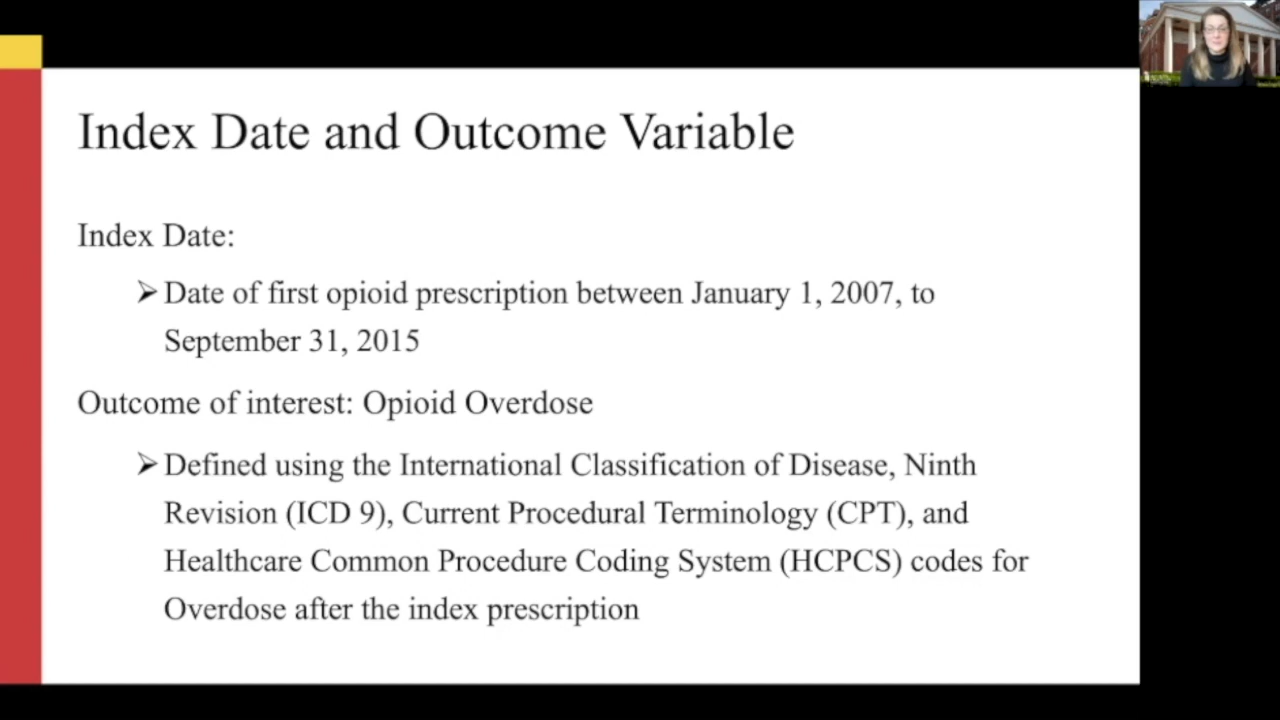 Index Date and Outcome Variable
Index Date:
➢Date of first opioid prescription between January 1, 2007, to
September 31, 2015
Outcome of interest: Opioid Overdose
➢Defined using the International Classification of Disease, Ninth
Revision (ICD 9), Current Procedural Terminology (CPT), and
Healthcare Common Procedure Coding System (HCPCS) codes for
Overdose after the index prescription